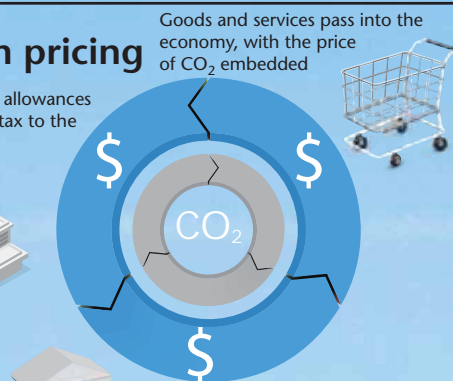 Goods and services pass into the
economy, with the price
of CO₂ embedded
pricing
allowances
tax to the
$
$
CO₂
$